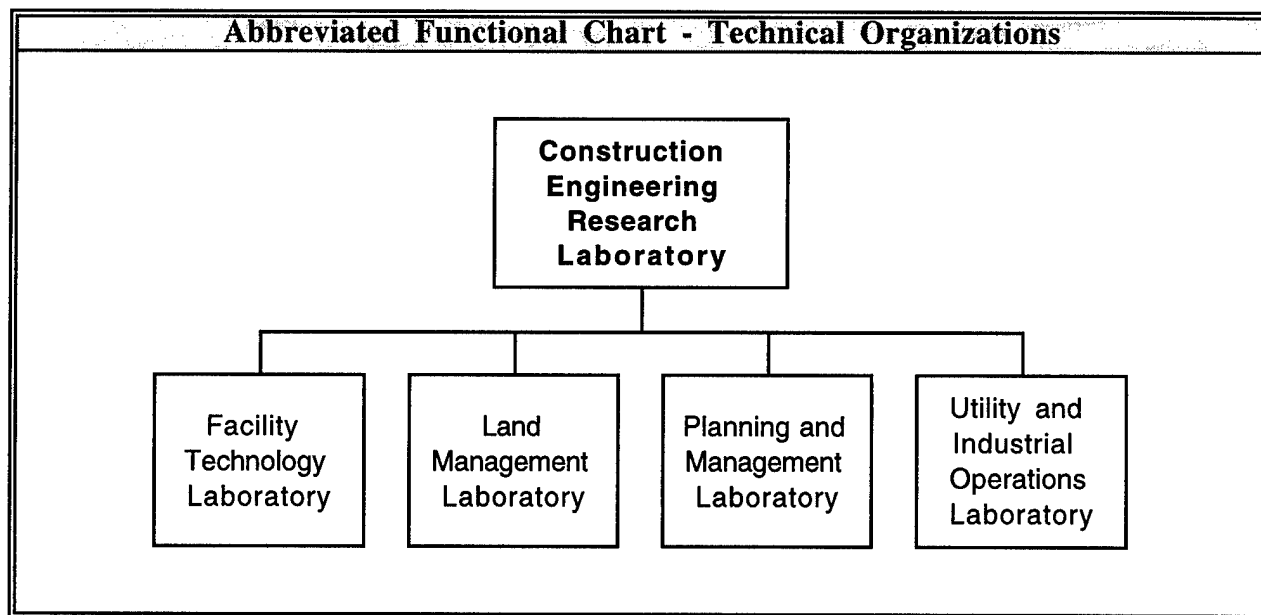 Abbreviated Functional Chart - Technical Organizations
Construction
Engineering
Research
Laboratory
Facility
Technology
Laboratory
Land
Management
Laboratory
Planning and
Management
Laboratory
Utility and
Industrial
Operations
Laboratory